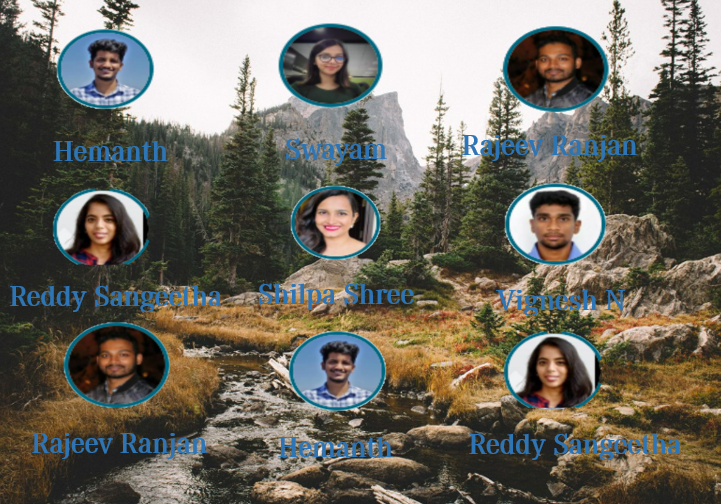 Hemanth
Swayam
Rajeev Ranjan
Reddy Sangeetha
Shilpa Shree
Vignesh N
Rajeev Ranjan
Hemanth
Reddy Sangeetha